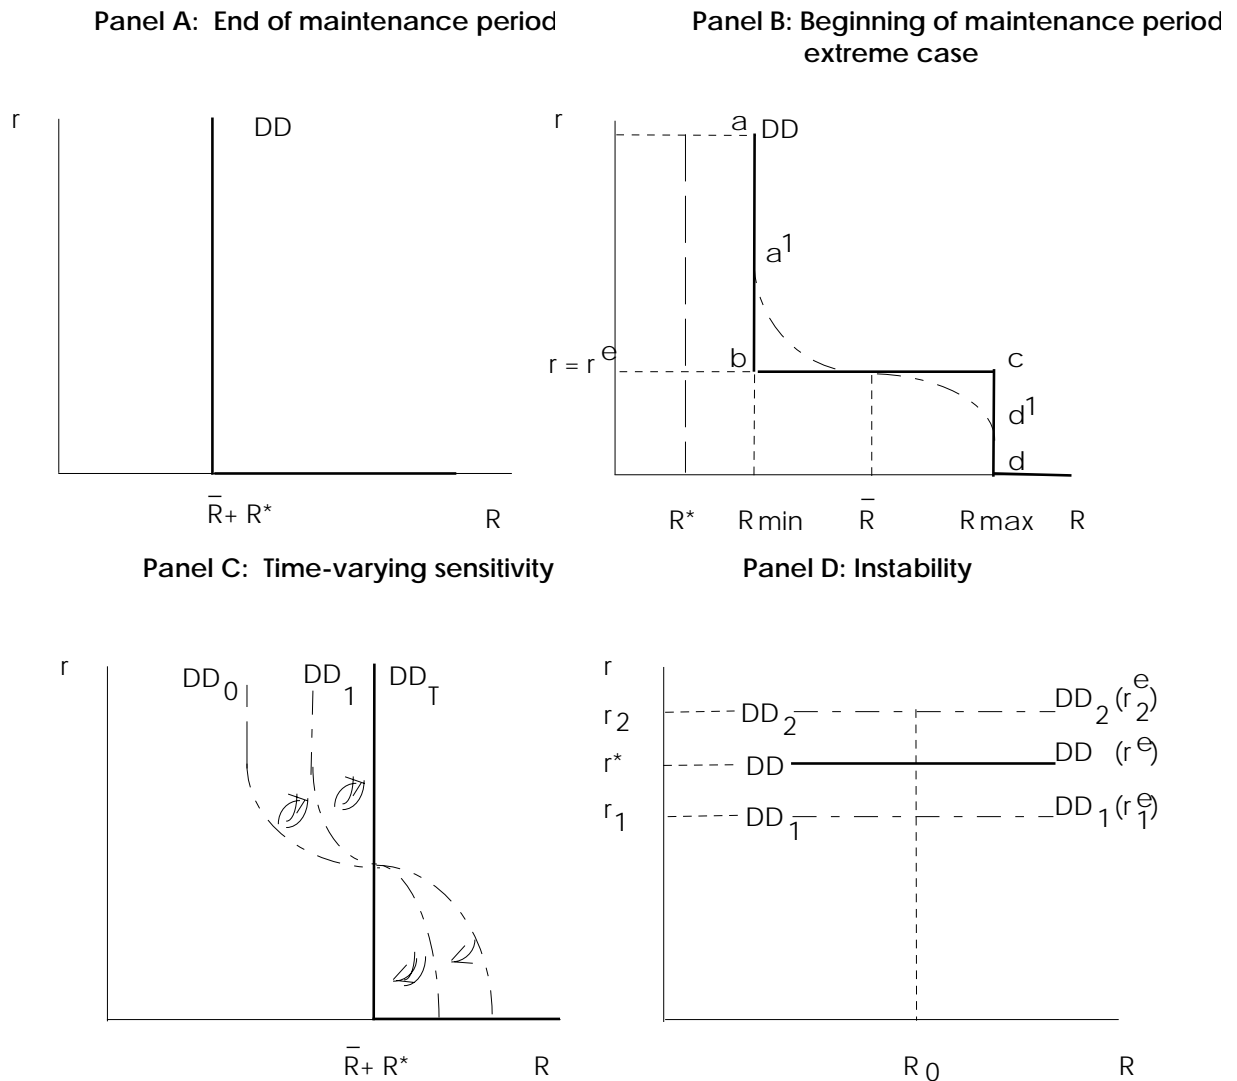 Panel A: End of maintenance period
Panel B: Beginning of maintenance period
extreme case
r
DD
R̄ + R*
R
r
a
DD
a¹
r = rᵉ
b
c
d¹
d
R*
R min
R̄
R max
R
Panel C: Time-varying sensitivity
Panel D: Instability
r
DD₀
DD₁
DD_T
R̄ + R*
R
r
r₂
DD₂
DD₂ (r₂ᵉ)
r*
DD
DD (rᵉ)
r₁
DD₁
DD₁ (r₁ᵉ)
R₀
R